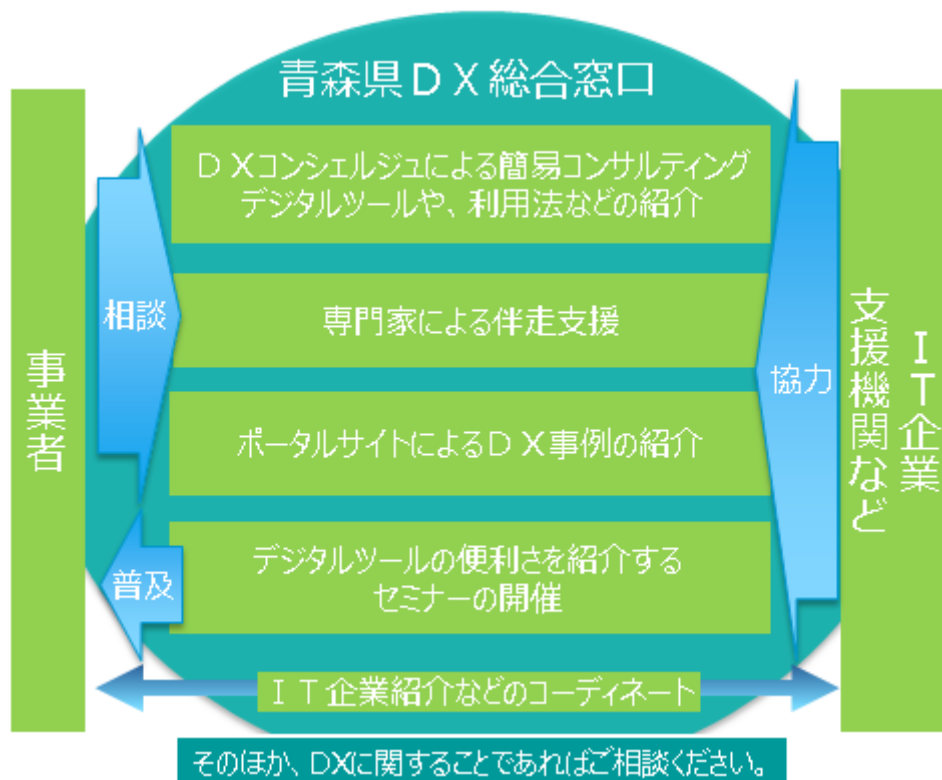 青森県ＤＸ総合窓口
ＤＸコンシェルジュによる簡易コンサルティング
デジタルツールや、利用法などの紹介
専門家による伴走支援
ポータルサイトによるＤＸ事例の紹介
デジタルツールの便利さを紹介する
セミナーの開催
ＩＴ企業紹介などのコーディネート
相談
普及
協力
事業者
ＩＴ企業
支援機関など
そのほか、DXに関することであればご相談ください。